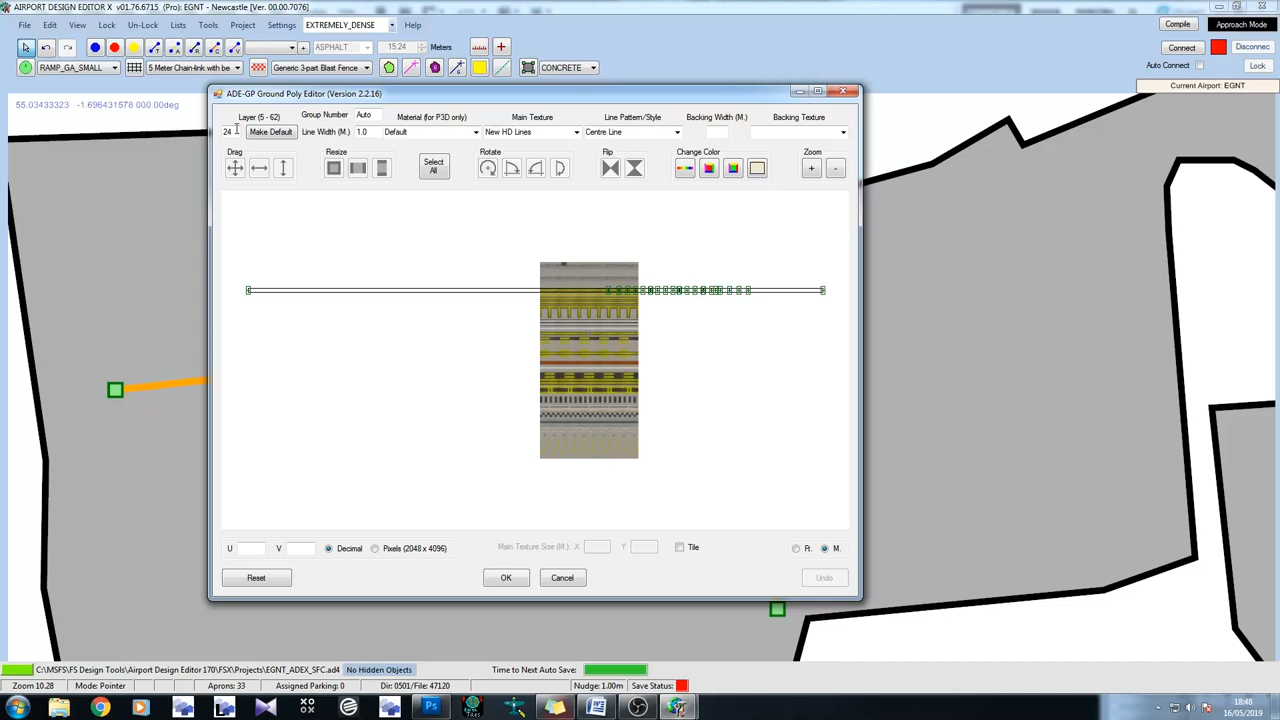 AIRPORT DESIGN EDITOR X v01.76.6715 (Pro): EGNT - Newcastle [Ver. 00.00.7076]
File Edit View Lock Un-Lock Lists Tools Project Settings EXTREMELY_DENSE Help
Compile Approach Mode
ASPHALT 15.24 Meters Connect Disconnec
RAMP_GA_SMALL 5 Meter Chain-link with Ba Generic 3-part Blast Fence CONCRETE Auto Connect Lock
Current Airport: EGNT
55.03433323 -1.696431578 000.00deg
ADE-GP Ground Poly Editor (Version 2.2.16)
Layer (5 - 62) Group Number Auto Material (for P3D only) Main Texture Line Pattern/Style Backing Width (M.) Backing Texture
24 Make Default Line Width (M.) 1.0 Default New HD Lines Centre Line
Drag Resize Select All Rotate Flip Change Color Zoom
+ -
U V Decimal Pixels (2048 x 4096) Main Texture Size (M.) X Y Tile Ft. M.
Reset OK Cancel Undo
C:\MSFS\FS Design Tools\Airport Design Editor 170\FSX\Projects\EGNT_ADEX_SFC.ad4 No Hidden Objects Time to Next Auto Save:
Zoom 10.28 Mode: Pointer Aprons: 33 Assigned Parking: 0 Dir: 0501/File: 47120 Nudge: 1.00m Save Status:
18:48
16/05/2019